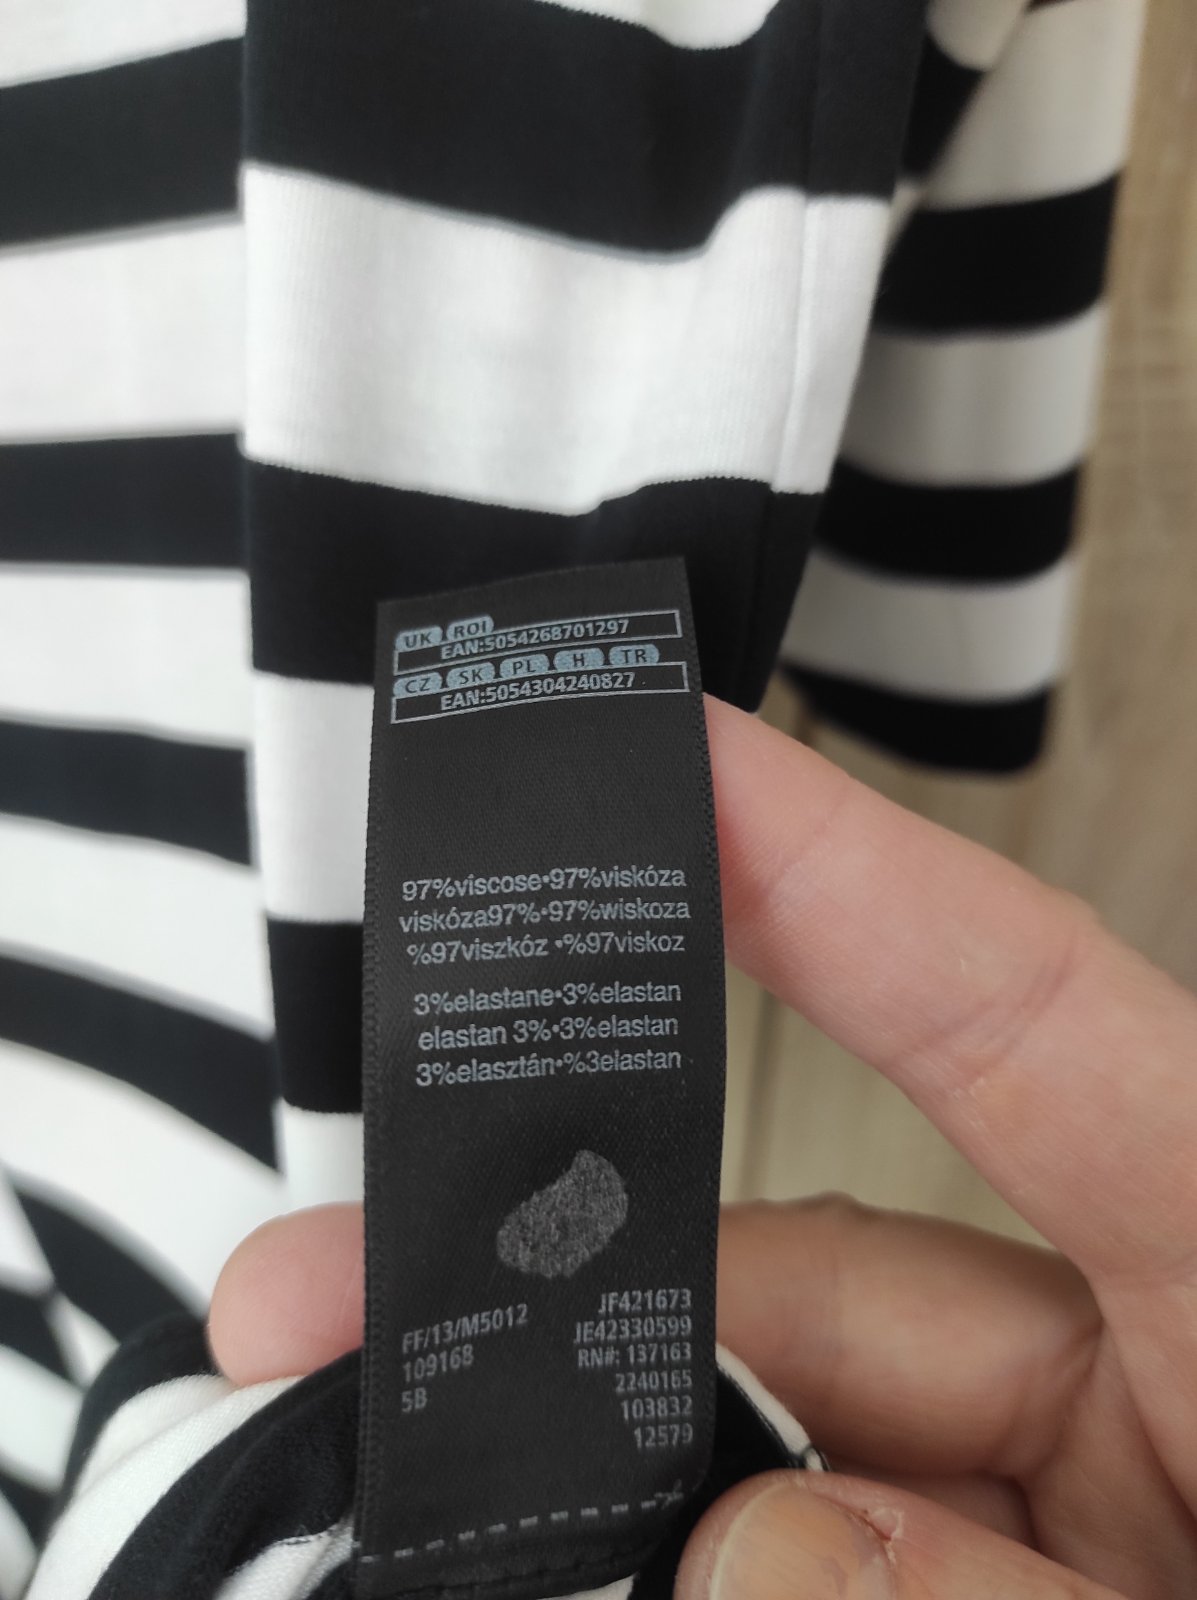 UK ROI
EAN:5054268701297
CZ SK PL H TR
EAN:5054304240827
97%viscose•97%viskóza
viskóza97%•97%wiskoza
%97viszkóz •%97viskoz
3%elastane•3%elastan
elastan 3%•3%elastan
3%elasztán•%3elastan
FF/13/M5012
109168
5B
JF421673
JE42330599
RN#: 137163
2240165
103832
12579